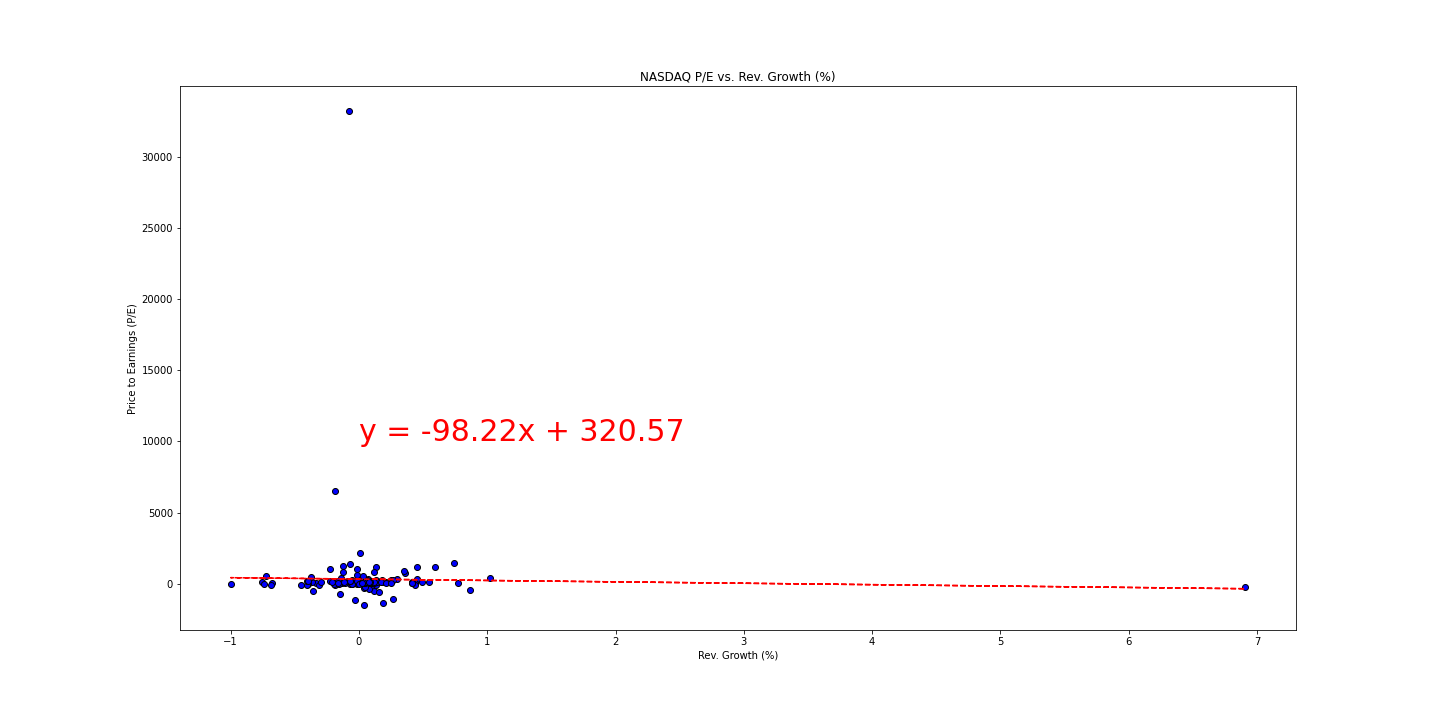 NASDAQ P/E vs. Rev. Growth (%)
Price to Earnings (P/E)
30000
25000
20000
15000
10000
5000
0
y = -98.22x + 320.57
−1 0 1 2 3 4 5 6 7
Rev. Growth (%)